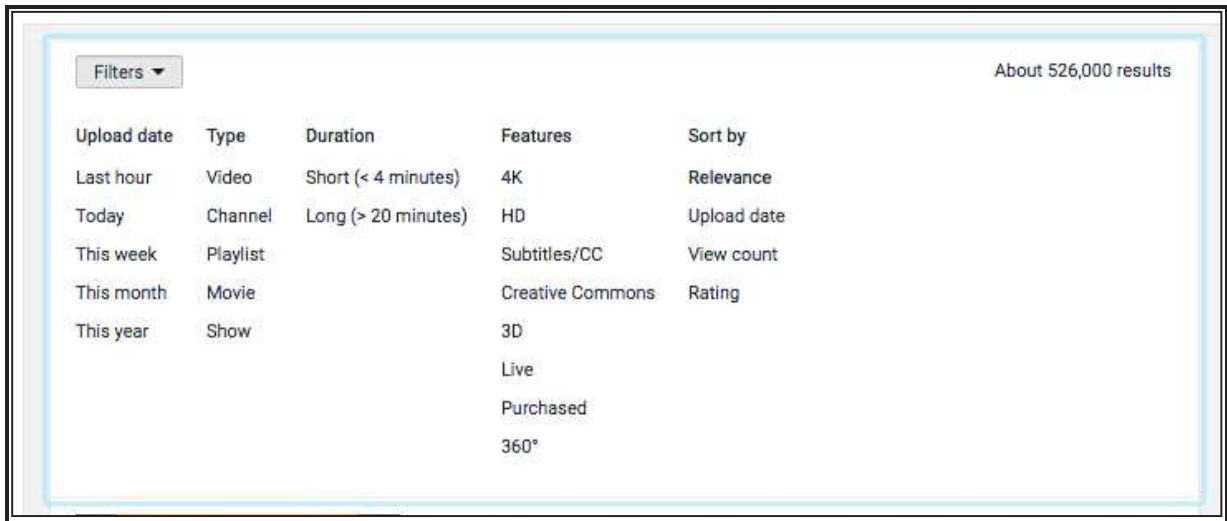 Filters
About 526,000 results
Upload date Type Duration Features Sort by
Last hour Video Short (< 4 minutes) 4K Relevance
Today Channel Long (> 20 minutes) HD Upload date
This week Playlist Subtitles/CC View count
This month Movie Creative Commons Rating
This year Show 3D
Live
Purchased
360°